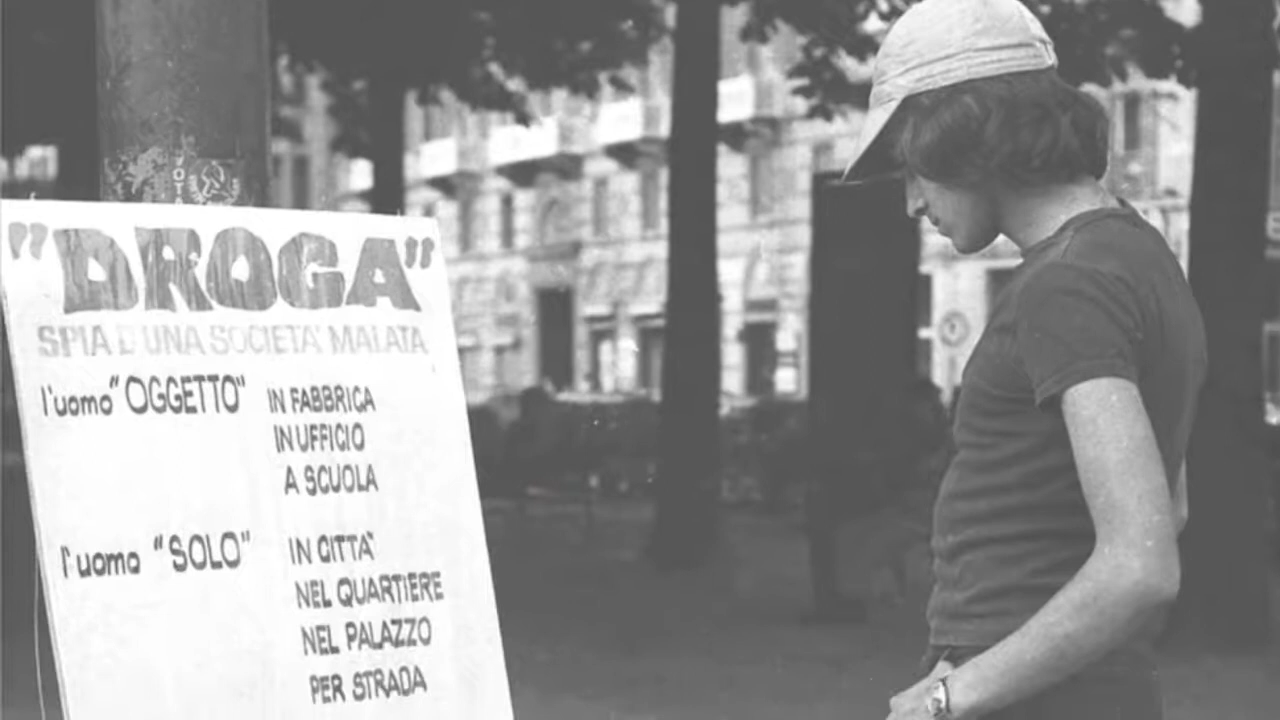 VOTA
"DROGA"
SPIA D'UNA SOCIETA' MALATA
l'uomo "OGGETTO" IN FABBRICA
IN UFFICIO
A SCUOLA
l'uomo "SOLO" IN CITTA'
NEL QUARTIERE
NEL PALAZZO
PER STRADA